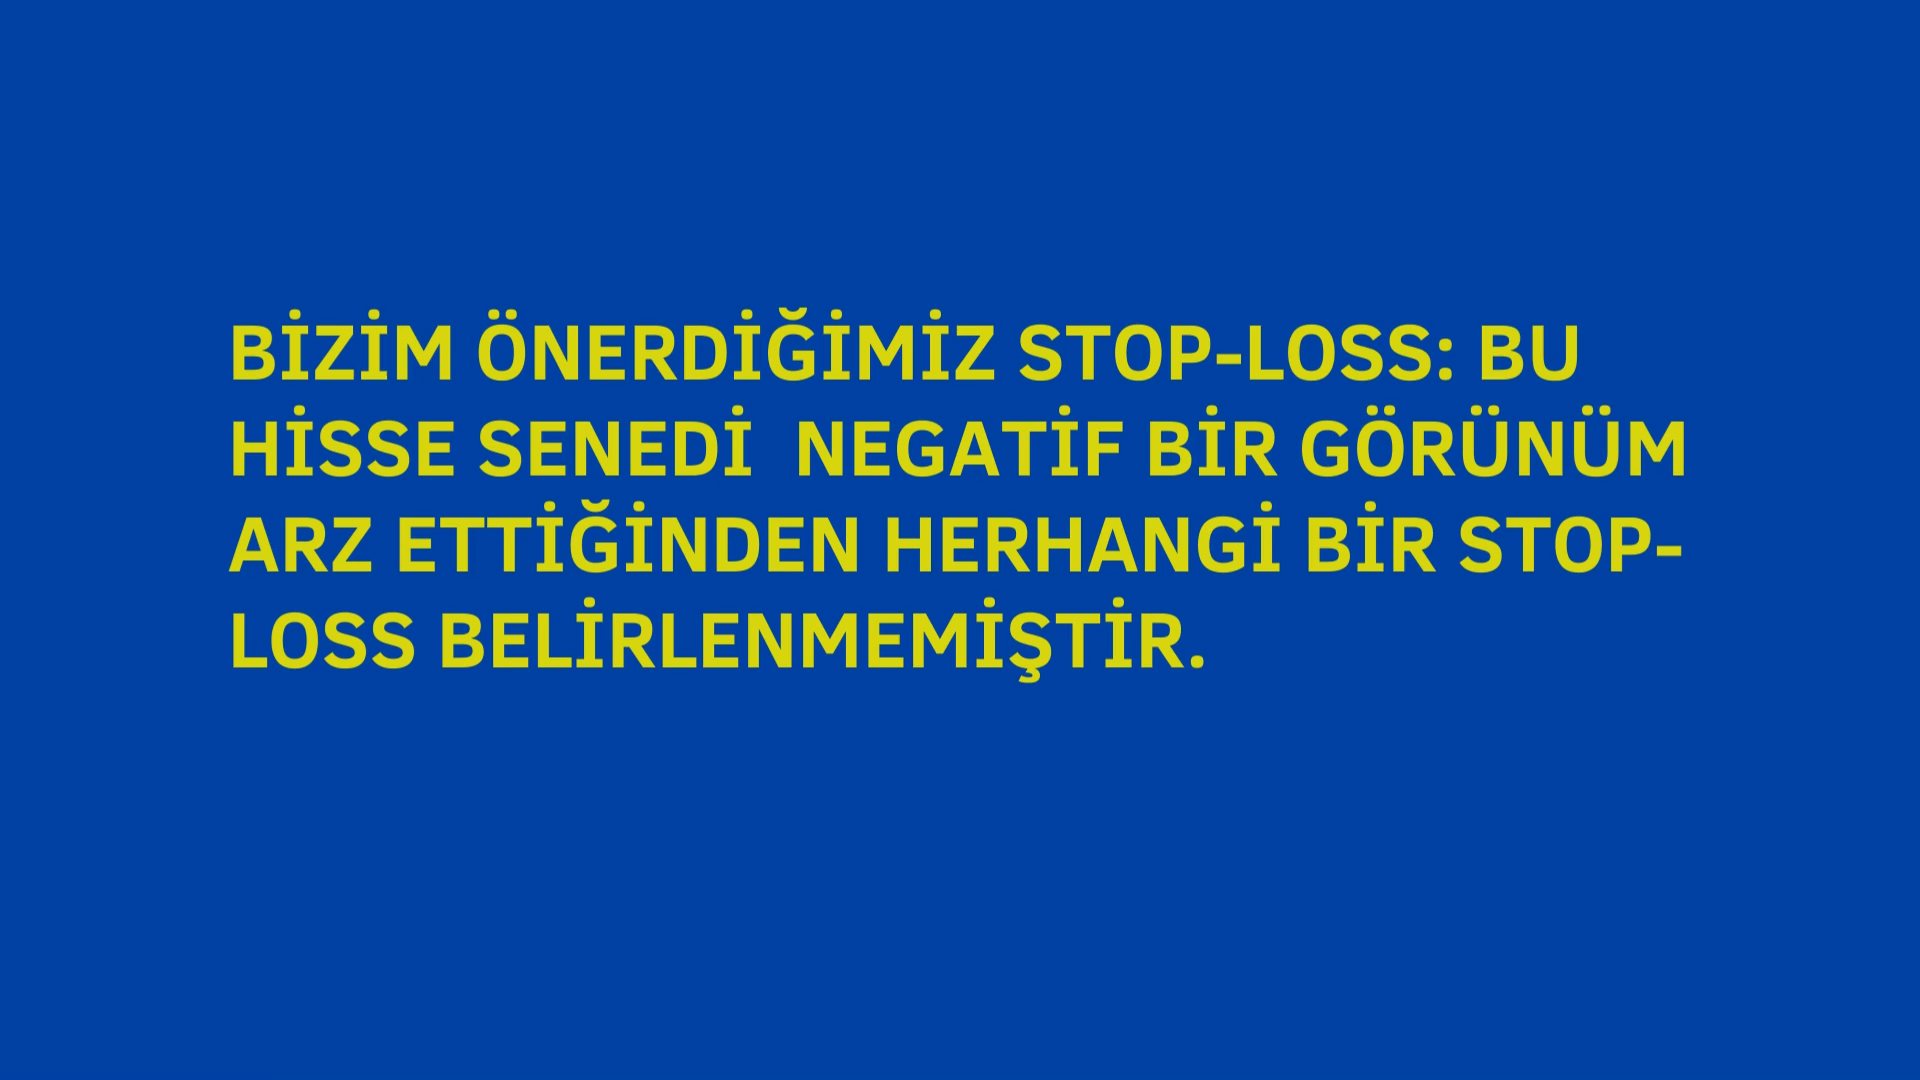 BİZİM ÖNERDİĞİMİZ STOP-LOSS: BU
HİSSE SENEDİ  NEGATİF BİR GÖRÜNÜM
ARZ ETTİĞİNDEN HERHANGİ BİR STOP-
LOSS BELİRLENMEMİŞTİR.